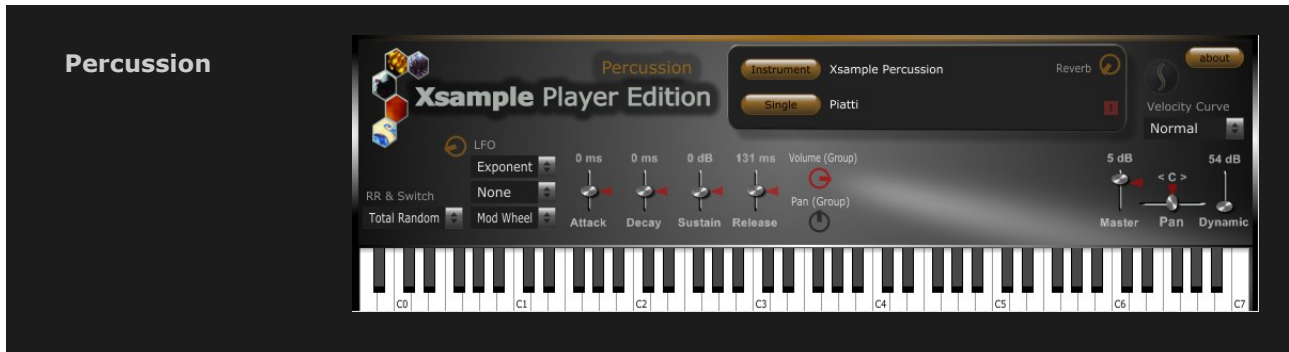 Percussion
Percussion
Xsample Player Edition
Instrument Xsample Percussion Reverb
Single Piatti !
about
Velocity Curve
Normal
LFO
Exponent
None
Mod Wheel
RR & Switch
Total Random
0 ms 0 ms 0 dB 131 ms
Attack Decay Sustain Release
Volume (Group)
Pan (Group)
5 dB < C > 54 dB
Master Pan Dynamic
C0 C1 C2 C3 C4 C5 C6 C7